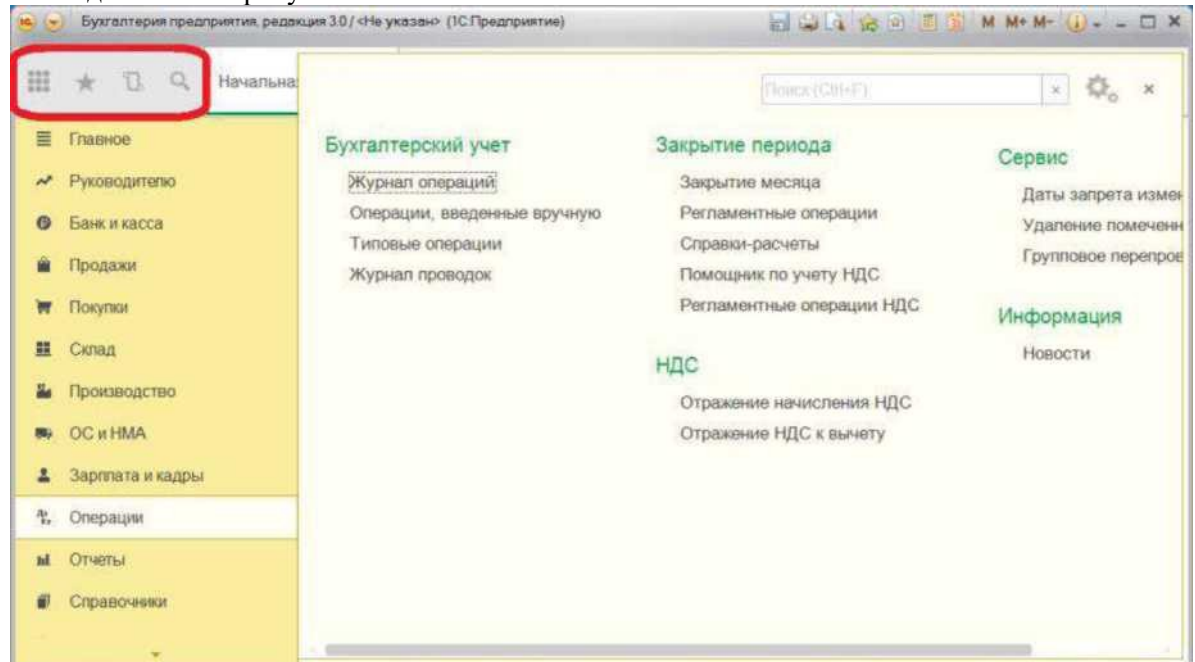 Бухгалтерия предприятия, редакция 3.0 / <Не указан> (1С:Предприятие)
M M+ M-
Начальная
Поиск (Ctrl+F)
Главное
Руководителю
Банк и касса
Продажи
Покупки
Склад
Производство
ОС и НМА
Зарплата и кадры
Операции
Отчеты
Справочники
Бухгалтерский учет
Журнал операций
Операции, введенные вручную
Типовые операции
Журнал проводок
Закрытие периода
Закрытие месяца
Регламентные операции
Справки-расчеты
Помощник по учету НДС
Регламентные операции НДС
НДС
Отражение начисления НДС
Отражение НДС к вычету
Сервис
Даты запрета измен
Удаление помеченн
Групповое перепров
Информация
Новости